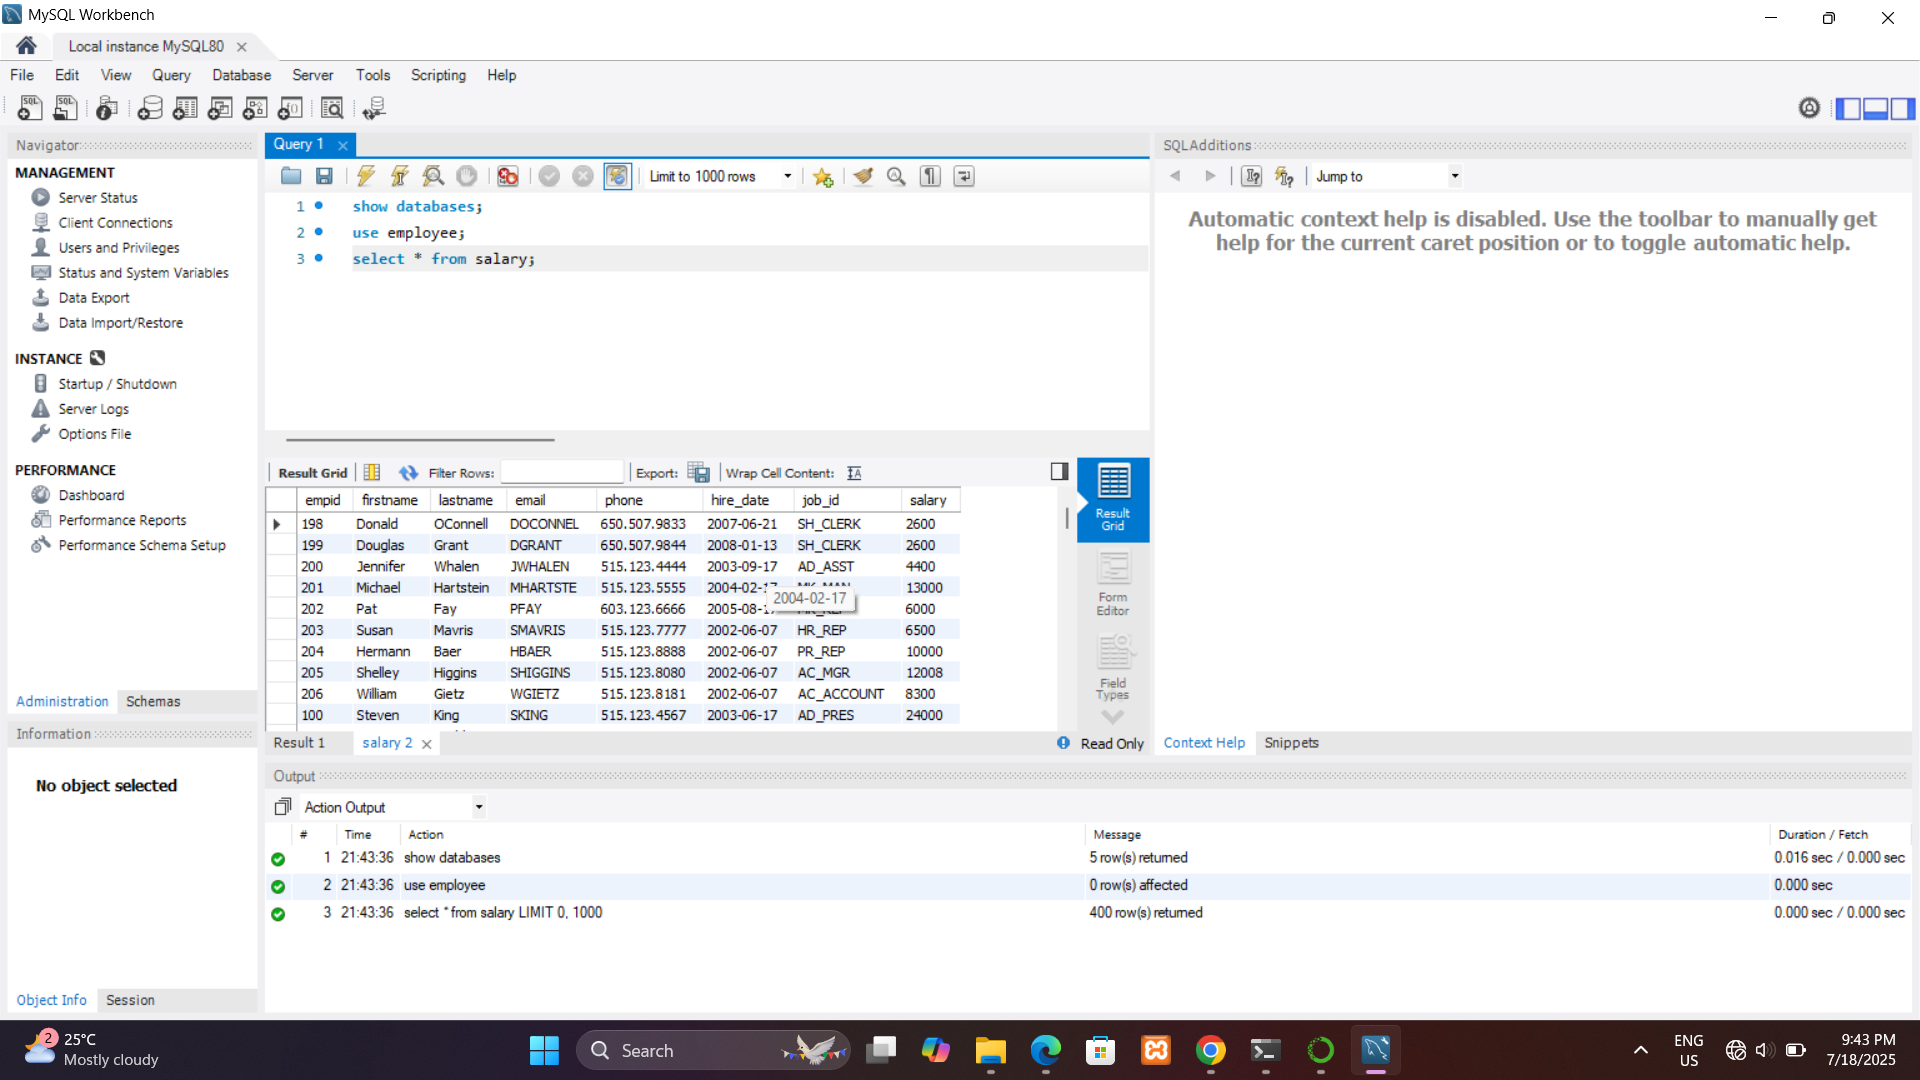 MySQL Workbench
Local instance MySQL80
File Edit View Query Database Server Tools Scripting Help
Navigator
MANAGEMENT
Server Status
Client Connections
Users and Privileges
Status and System Variables
Data Export
Data Import/Restore
INSTANCE
Startup / Shutdown
Server Logs
Options File
PERFORMANCE
Dashboard
Performance Reports
Performance Schema Setup
Administration Schemas
Information
No object selected
Object Info Session
Query 1
Limit to 1000 rows
1 show databases;
2 use employee;
3 select * from salary;
Result Grid Filter Rows: Export: Wrap Cell Content:
empid firstname lastname email phone hire_date job_id salary
198 Donald OConnell DOCONNEL 650.507.9833 2007-06-21 SH_CLERK 2600
199 Douglas Grant DGRANT 650.507.9844 2008-01-13 SH_CLERK 2600
200 Jennifer Whalen JWHALEN 515.123.4444 2003-09-17 AD_ASST 4400
201 Michael Hartstein MHARTSTE 515.123.5555 2004-02-17 13000
2004-02-17
202 Pat Fay PFAY 603.123.6666 2005-08-17 6000
203 Susan Mavris SMAVRIS 515.123.7777 2002-06-07 HR_REP 6500
204 Hermann Baer HBAER 515.123.8888 2002-06-07 PR_REP 10000
205 Shelley Higgins SHIGGINS 515.123.8080 2002-06-07 AC_MGR 12008
206 William Gietz WGIETZ 515.123.8181 2002-06-07 AC_ACCOUNT 8300
100 Steven King SKING 515.123.4567 2003-06-17 AD_PRES 24000
Result Grid
Form Editor
Field Types
Result 1 salary 2 Read Only
SQLAdditions
Jump to
Automatic context help is disabled. Use the toolbar to manually get
help for the current caret position or to toggle automatic help.
Context Help Snippets
Output
Action Output
# Time Action Message Duration / Fetch
1 21:43:36 show databases 5 row(s) returned 0.016 sec / 0.000 sec
2 21:43:36 use employee 0 row(s) affected 0.000 sec
3 21:43:36 select * from salary LIMIT 0, 1000 400 row(s) returned 0.000 sec / 0.000 sec
2
25°C
Mostly cloudy
Search
ENG
US
9:43 PM
7/18/2025